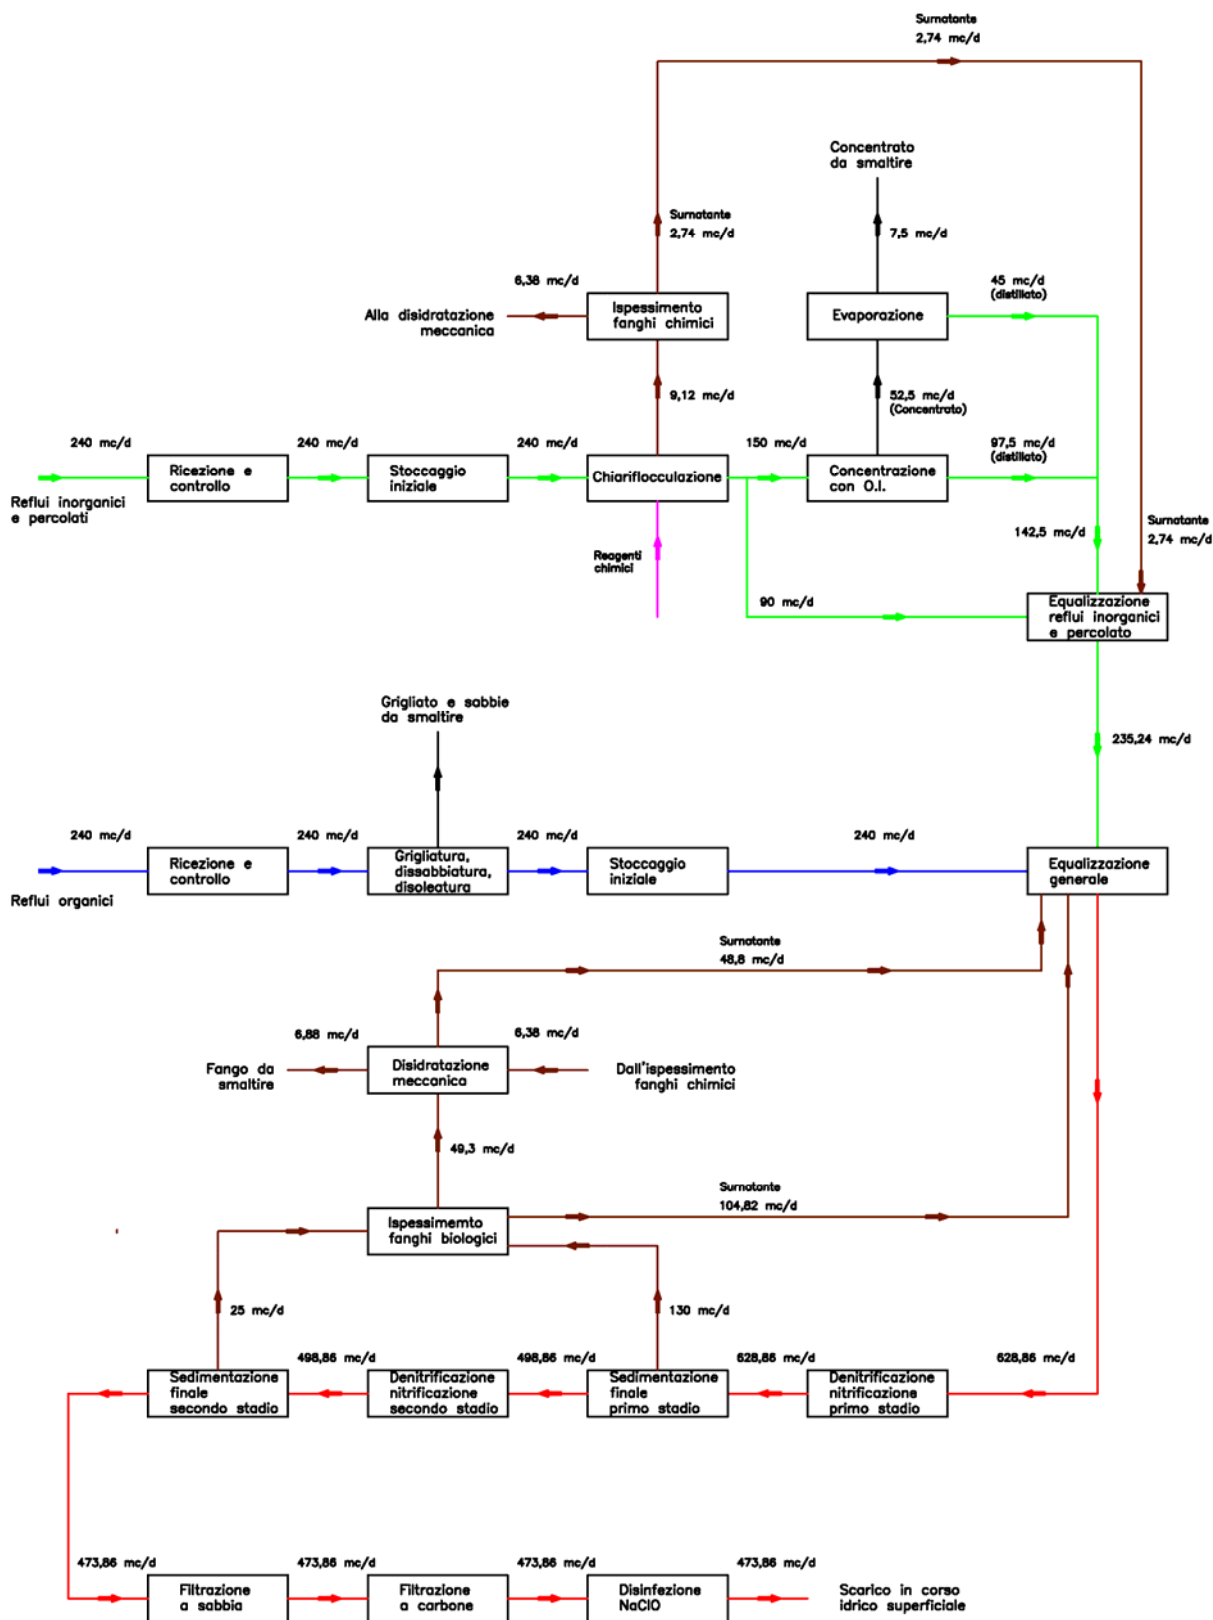 Surnatante
2,74 mc/d
Concentrato
da smaltire
Surnatante
2,74 mc/d
7,5 mc/d
6,38 mc/d
45 mc/d
(distillato)
Alla disidratazione
meccanica
Ispessimento
fanghi chimici
Evaporazione
9,12 mc/d
52,5 mc/d
(Concentrato)
240 mc/d
240 mc/d
240 mc/d
150 mc/d
97,5 mc/d
(distillato)
Ricezione e
controllo
Stoccaggio
iniziale
Chiariflocculazione
Concentrazione
con O.I.
Reflui inorganici
e percolati
Surnatante
2,74 mc/d
142,5 mc/d
Reagenti
chimici
90 mc/d
Equalizzazione
reflui inorganici
e percolato
Grigliato e sabbie
da smaltire
235,24 mc/d
240 mc/d
240 mc/d
240 mc/d
240 mc/d
Ricezione e
controllo
Grigliatura,
dissabbiatura,
disoleatura
Stoccaggio
iniziale
Equalizzazione
generale
Reflui organici
Surnatante
48,8 mc/d
6,88 mc/d
6,38 mc/d
Fango da
smaltire
Disidratazione
meccanica
Dall'ispessimento
fanghi chimici
49,3 mc/d
Surnatante
104,82 mc/d
Ispessimemto
fanghi biologici
25 mc/d
130 mc/d
498,86 mc/d
498,86 mc/d
628,86 mc/d
628,86 mc/d
Sedimentazione
finale
secondo stadio
Denitrificazione
nitrificazione
secondo stadio
Sedimentazione
finale
primo stadio
Denitrificazione
nitrificazione
primo stadio
473,86 mc/d
473,86 mc/d
473,86 mc/d
473,86 mc/d
Filtrazione
a sabbia
Filtrazione
a carbone
Disinfezione
NaClO
Scarico in corso
idrico superficiale